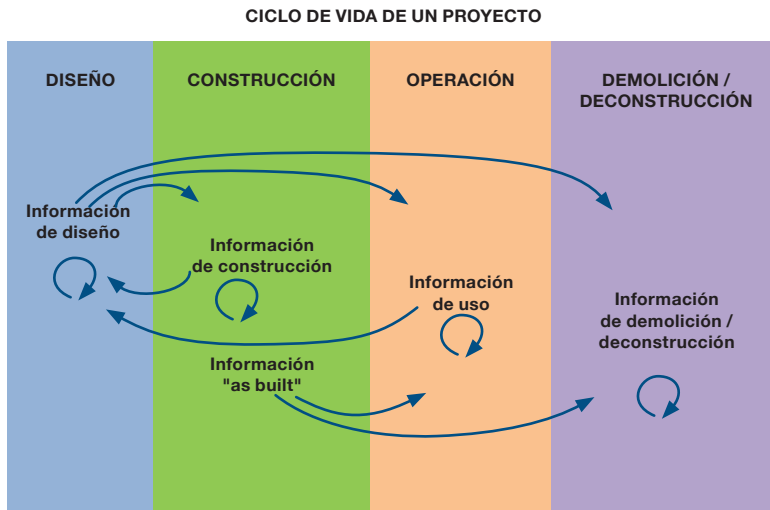 CICLO DE VIDA DE UN PROYECTO
DISEÑO
CONSTRUCCIÓN
OPERACIÓN
DEMOLICIÓN /
DECONSTRUCCIÓN
Información
de diseño
Información
de construcción
Información
de uso
Información
de demolición /
deconstrucción
Información
"as built"